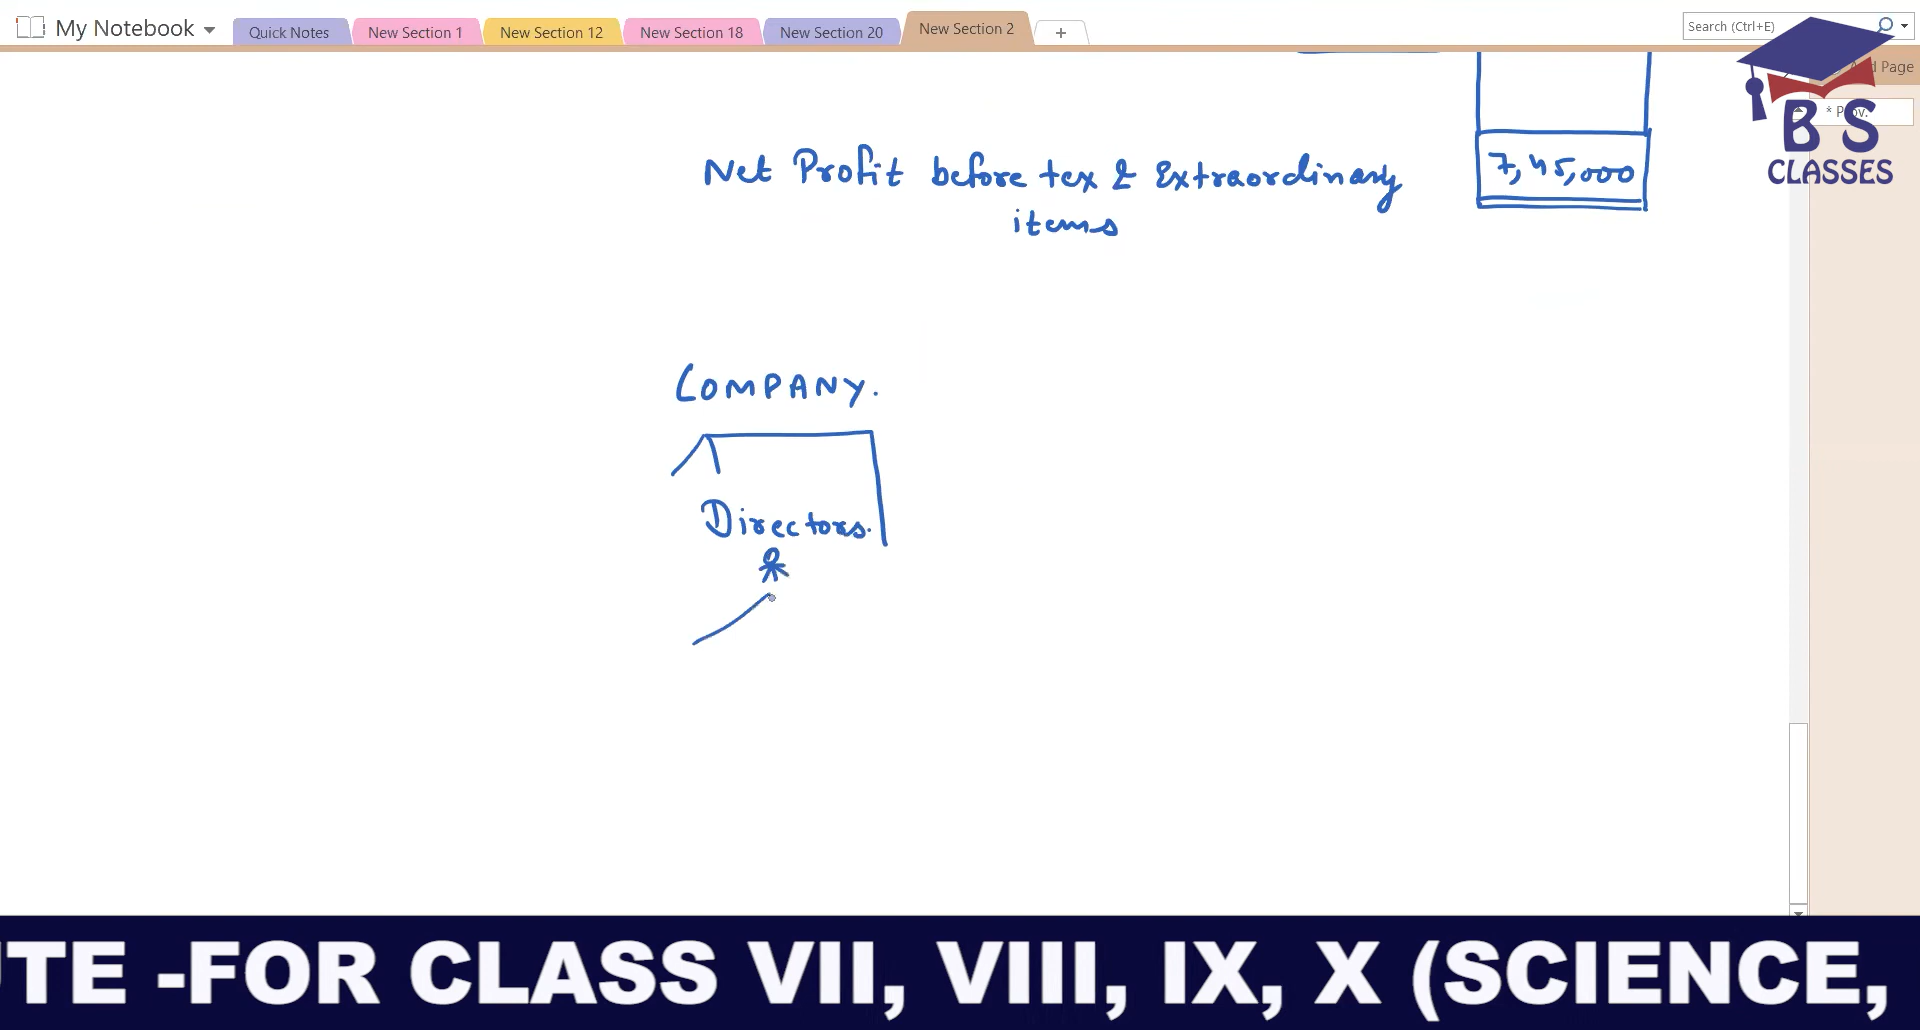 My Notebook
Quick Notes
New Section 1
New Section 12
New Section 18
New Section 20
New Section 2
+
Search (Ctrl+E)
d Page
B S
CLASSES
Net Profit before tex & Extraordinary
items
7,45,000
COMPANY.
Directors.
UTE -FOR CLASS VII, VIII, IX, X (SCIENCE,